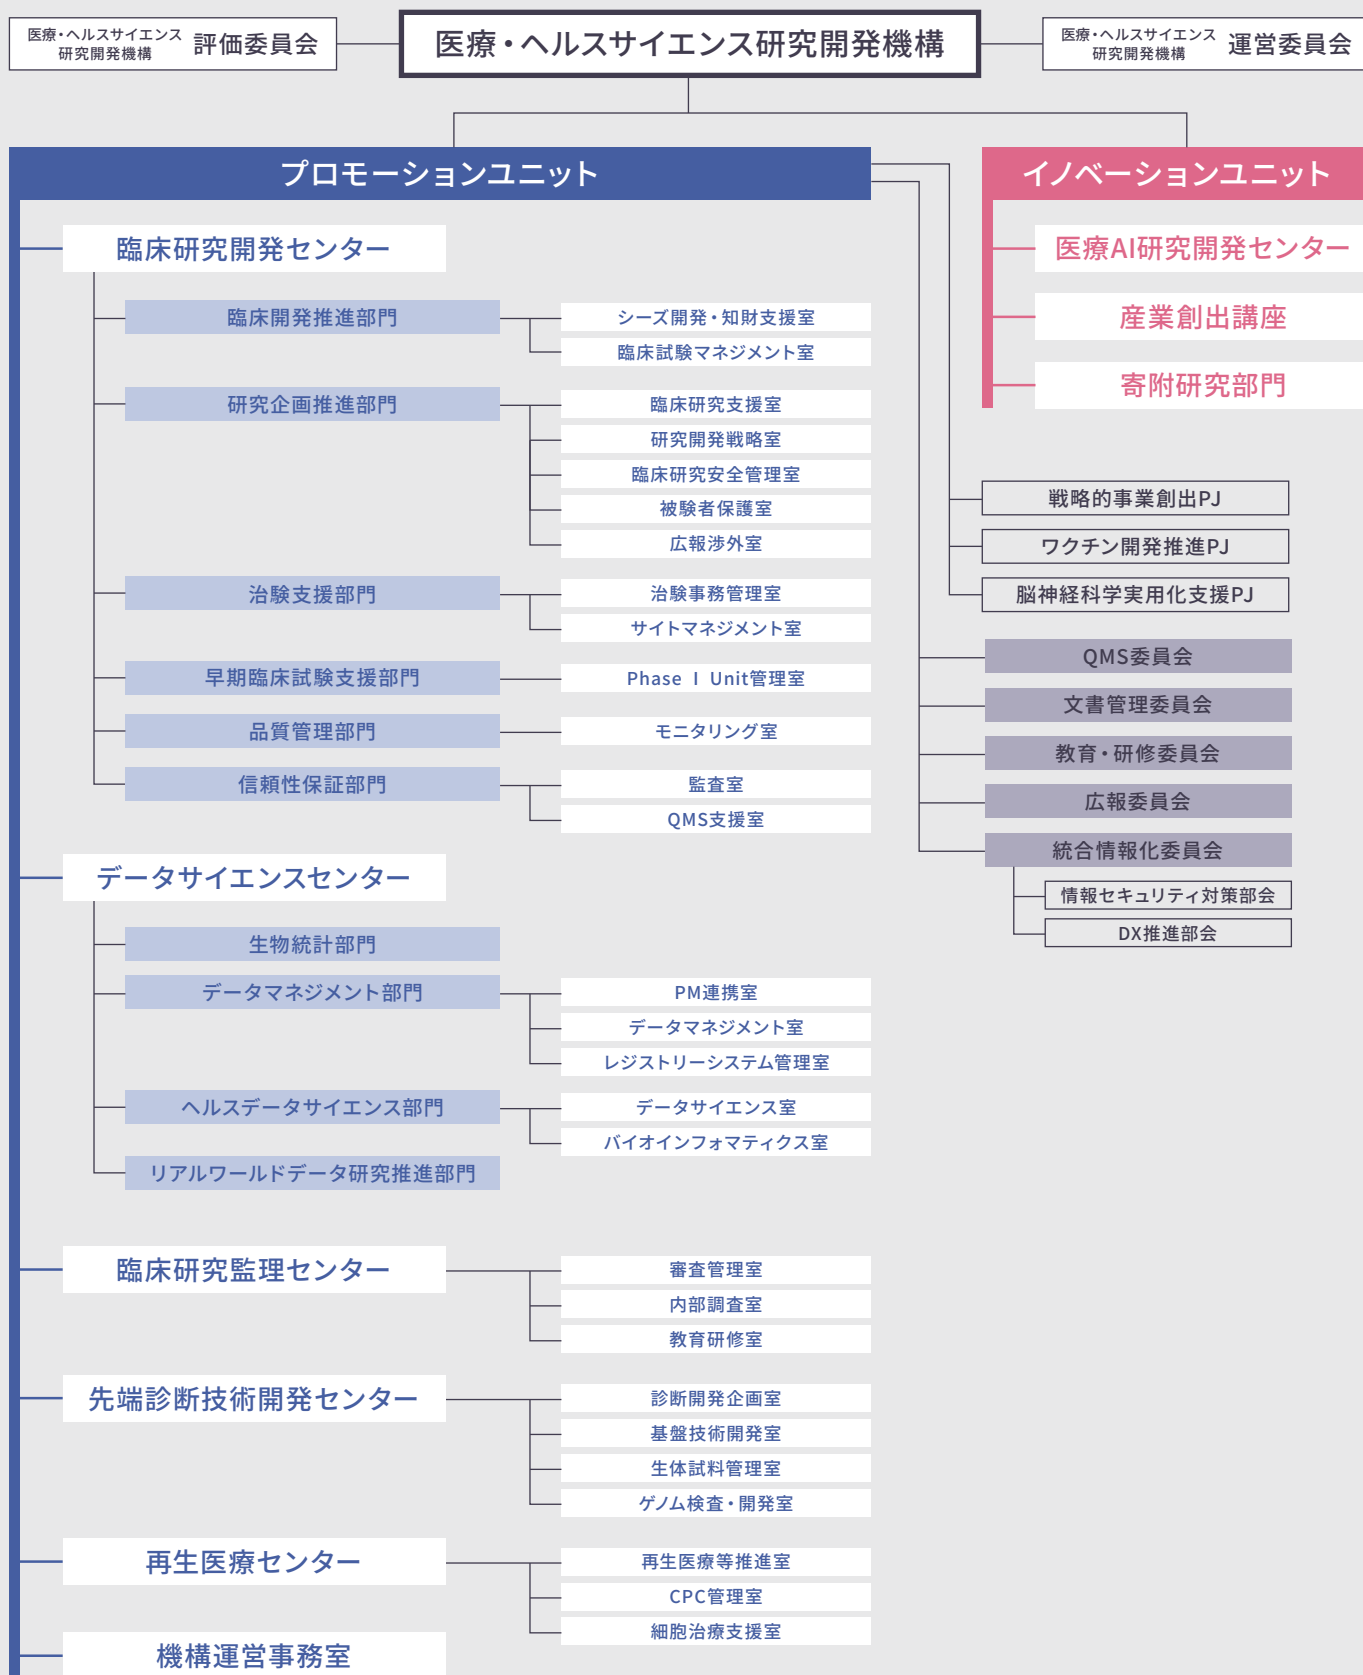 医療・ヘルスサイエンス
研究開発機構
評価委員会
医療・ヘルスサイエンス研究開発機構
医療・ヘルスサイエンス
研究開発機構
運営委員会
プロモーションユニット
臨床研究開発センター
臨床開発推進部門
シーズ開発・知財支援室
臨床試験マネジメント室
研究企画推進部門
臨床研究支援室
研究開発戦略室
臨床研究安全管理室
被験者保護室
広報渉外室
治験支援部門
治験事務管理室
サイトマネジメント室
早期臨床試験支援部門
Phase I Unit管理室
品質管理部門
モニタリング室
信頼性保証部門
監査室
QMS支援室
データサイエンスセンター
生物統計部門
データマネジメント部門
PM連携室
データマネジメント室
レジストリーシステム管理室
ヘルスデータサイエンス部門
データサイエンス室
バイオインフォマティクス室
リアルワールドデータ研究推進部門
臨床研究監理センター
審査管理室
内部調査室
教育研修室
先端診断技術開発センター
診断開発企画室
基盤技術開発室
生体試料管理室
ゲノム検査・開発室
再生医療センター
再生医療等推進室
CPC管理室
細胞治療支援室
機構運営事務室
イノベーションユニット
医療AI研究開発センター
産業創出講座
寄附研究部門
戦略的事業創出PJ
ワクチン開発推進PJ
脳神経科学実用化支援PJ
QMS委員会
文書管理委員会
教育・研修委員会
広報委員会
統合情報化委員会
情報セキュリティ対策部会
DX推進部会